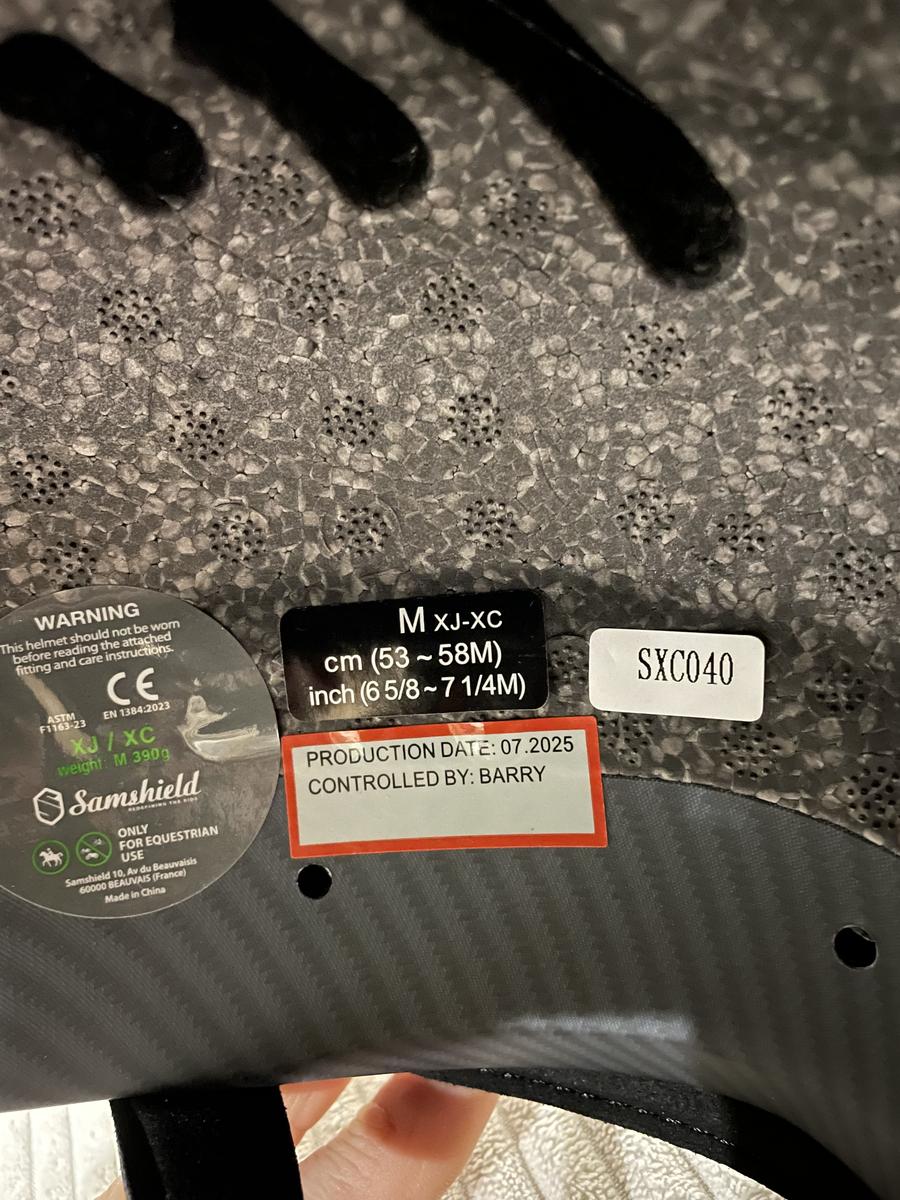 WARNING
This helmet should not be worn
before reading the attached
fitting and care instructions.
CE
ASTM
F1163-23
EN 1384:2023
XJ / XC
weight: M 390g
Samshield
REDEFINING THE RIDE
ONLY
FOR EQUESTRIAN
USE
Samshield 10, Av du Beauvaisis
60000 BEAUVAIS (France)
Made in China
M XJ-XC
cm (53 ~ 58M)
inch (6 5/8 ~ 7 1/4M)
SXC040
PRODUCTION DATE: 07.2025
CONTROLLED BY: BARRY